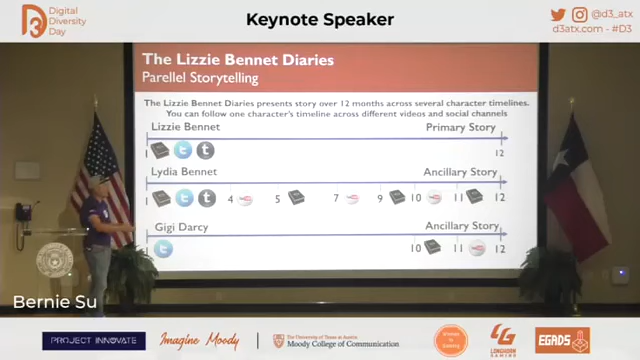 Digital
Diversity
Day
Keynote Speaker
@d3_atx
d3atx.com - #D3
The Lizzie Bennet Diaries
Parellel Storytelling
The Lizzie Bennet Diaries presents story over 12 months across several character timelines.
You can follow one character's timeline across different videos and social channels
Lizzie Bennet
Primary Story
1
12
Lydia Bennet
Ancillary Story
1
4
5
7
9
10
11
12
Gigi Darcy
Ancillary Story
1
10
11
12
Bernie Su
PROJECT INNOVATE
Imagine Moody
The University of Texas at Austin
Moody College of Communication
LONGHORN
GAMING
EGADS